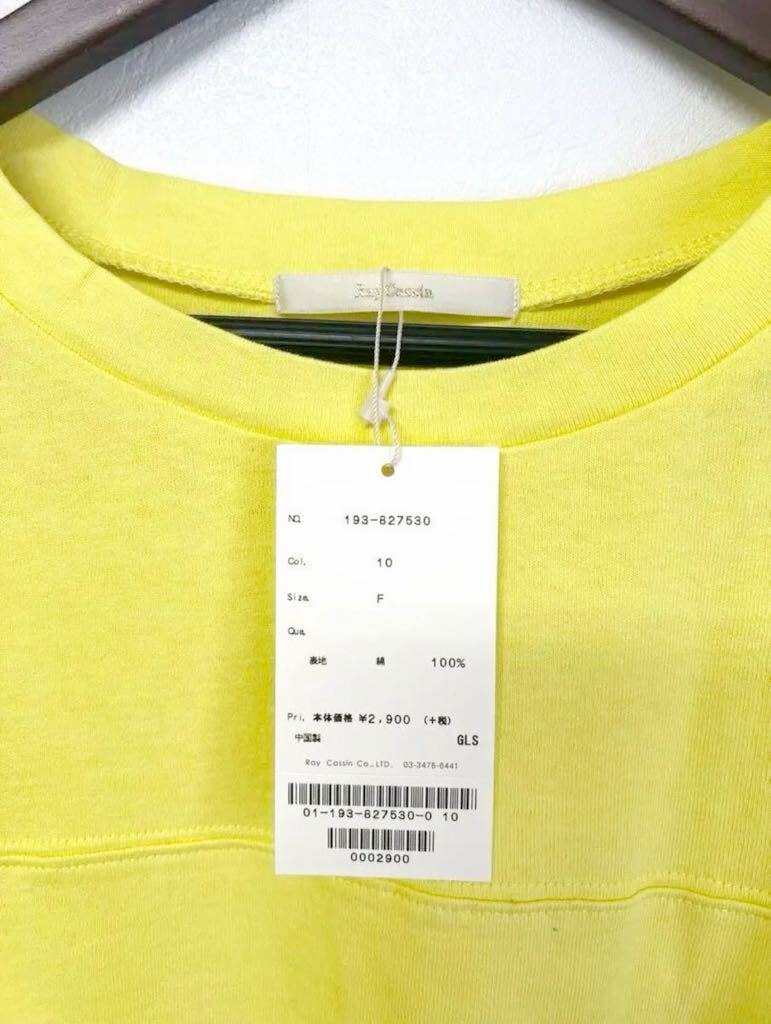 Ray Cassin
NO. 193-827530
Col. 10
Size. F
Qua.
表地 綿 100%
Pri. 本体価格 ¥2,900 (+税)
中国製 GLS
Ray Cassin Co.,LTD. 03-3475-6441
01-193-827530-0 10
0002900